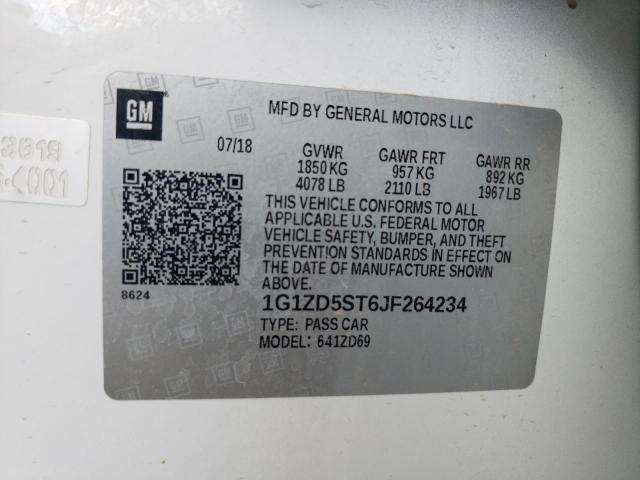 GM
MFD BY GENERAL MOTORS LLC
07/18 GVWR GAWR FRT GAWR RR
1850 KG 957 KG 892 KG
4078 LB 2110 LB 1967 LB
THIS VEHICLE CONFORMS TO ALL
APPLICABLE U.S. FEDERAL MOTOR
VEHICLE SAFETY, BUMPER, AND THEFT
PREVENTION STANDARDS IN EFFECT ON
THE DATE OF MANUFACTURE SHOWN
ABOVE.
8624
1G1ZD5ST6JF264234
TYPE: PASS CAR
MODEL: 641ZD69